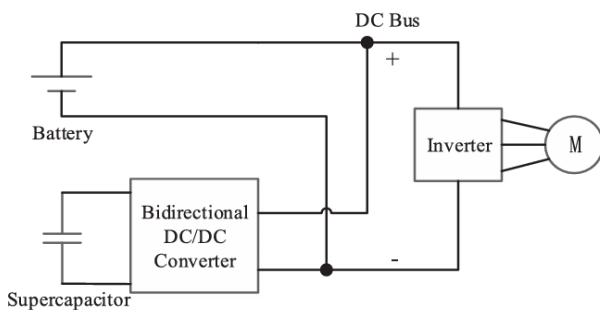 DC Bus
+
Battery
Inverter
M
Bidirectional
DC/DC
Converter
-
Supercapacitor